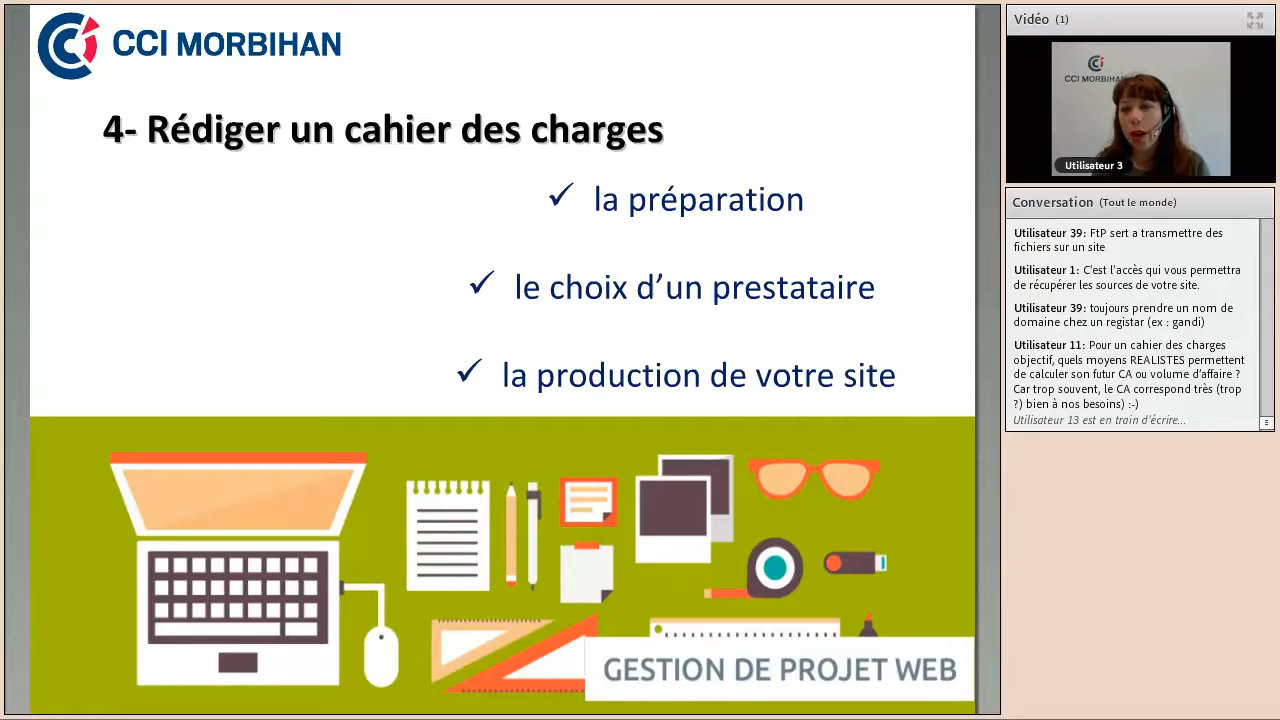 CCI MORBIHAN
4- Rédiger un cahier des charges
✓ la préparation
✓ le choix d’un prestataire
✓ la production de votre site
GESTION DE PROJET WEB
Vidéo (1)
CCI MORBIHAN
Utilisateur 3
Conversation (Tout le monde)
Utilisateur 39: FtP sert a transmettre des
fichiers sur un site
Utilisateur 1: C’est l’accès qui vous permettra
de récupérer les sources de votre site.
Utilisateur 39: toujours prendre un nom de
domaine chez un registar (ex : gandi)
Utilisateur 11: Pour un cahier des charges
objectif, quels moyens REALISTES permettent
de calculer son futur CA ou volume d’affaire ?
Car trop souvent, le CA correspond très (trop
?) bien à nos besoins) :-)
Utilisateur 13 est en train d’écrire...